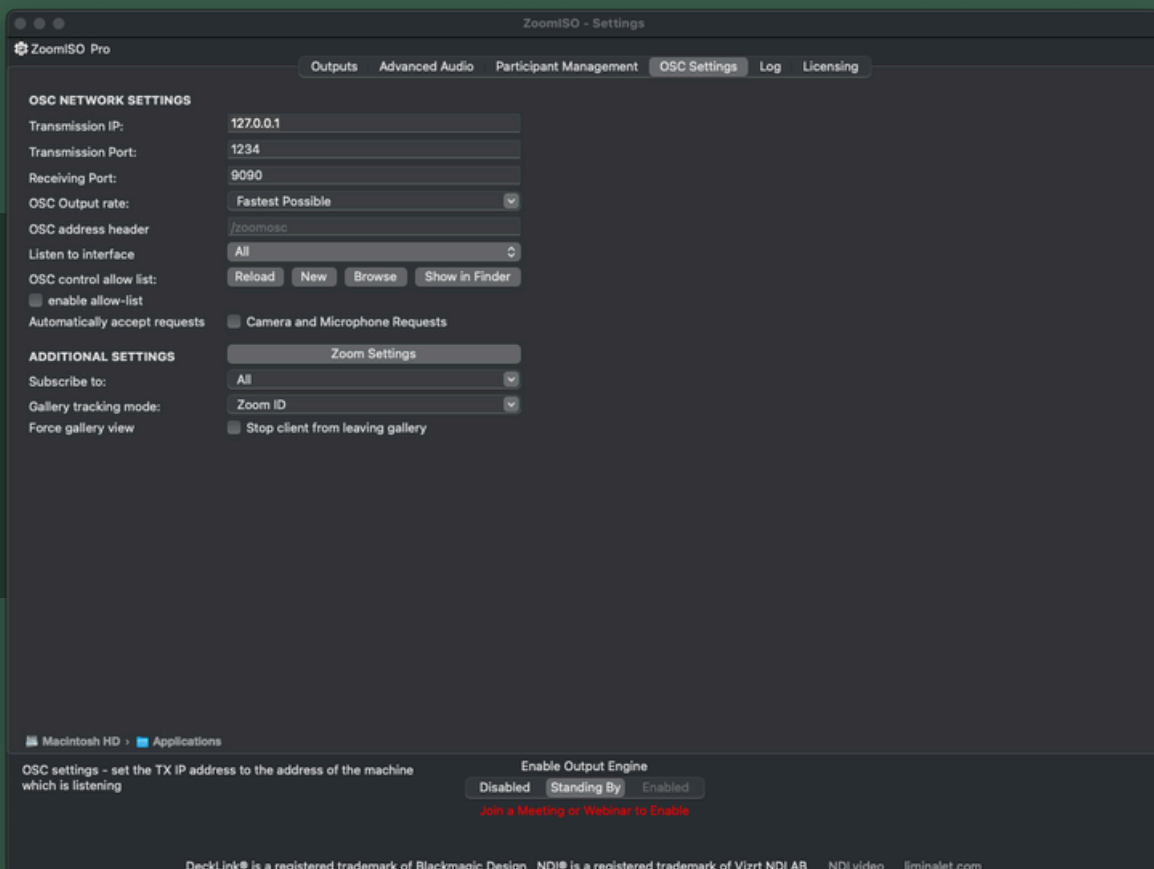 ZoomISO - Settings
ZoomISO Pro
Outputs Advanced Audio Participant Management OSC Settings Log Licensing
OSC NETWORK SETTINGS
Transmission IP: 127.0.0.1
Transmission Port: 1234
Receiving Port: 9090
OSC Output rate: Fastest Possible
OSC address header /zoomosc
Listen to interface All
OSC control allow list: Reload New Browse Show in Finder
enable allow-list
Automatically accept requests Camera and Microphone Requests
ADDITIONAL SETTINGS Zoom Settings
Subscribe to: All
Gallery tracking mode: Zoom ID
Force gallery view Stop client from leaving gallery
Macintosh HD › Applications
OSC settings - set the TX IP address to the address of the machine
which is listening
Enable Output Engine
Disabled Standing By Enabled
Join a Meeting or Webinar to Enable
DeckLink® is a registered trademark of Blackmagic Design NDI® is a registered trademark of Vizrt NDI AB NDI.video liminalet.com